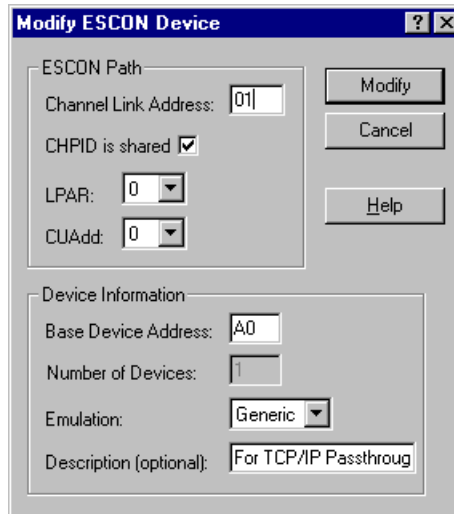 Modify ESCON Device
ESCON Path
Channel Link Address: 01
CHPID is shared
LPAR: 0
CUAdd: 0
Modify
Cancel
Help
Device Information
Base Device Address: A0
Number of Devices: 1
Emulation: Generic
Description (optional): For TCP/IP Passthroug